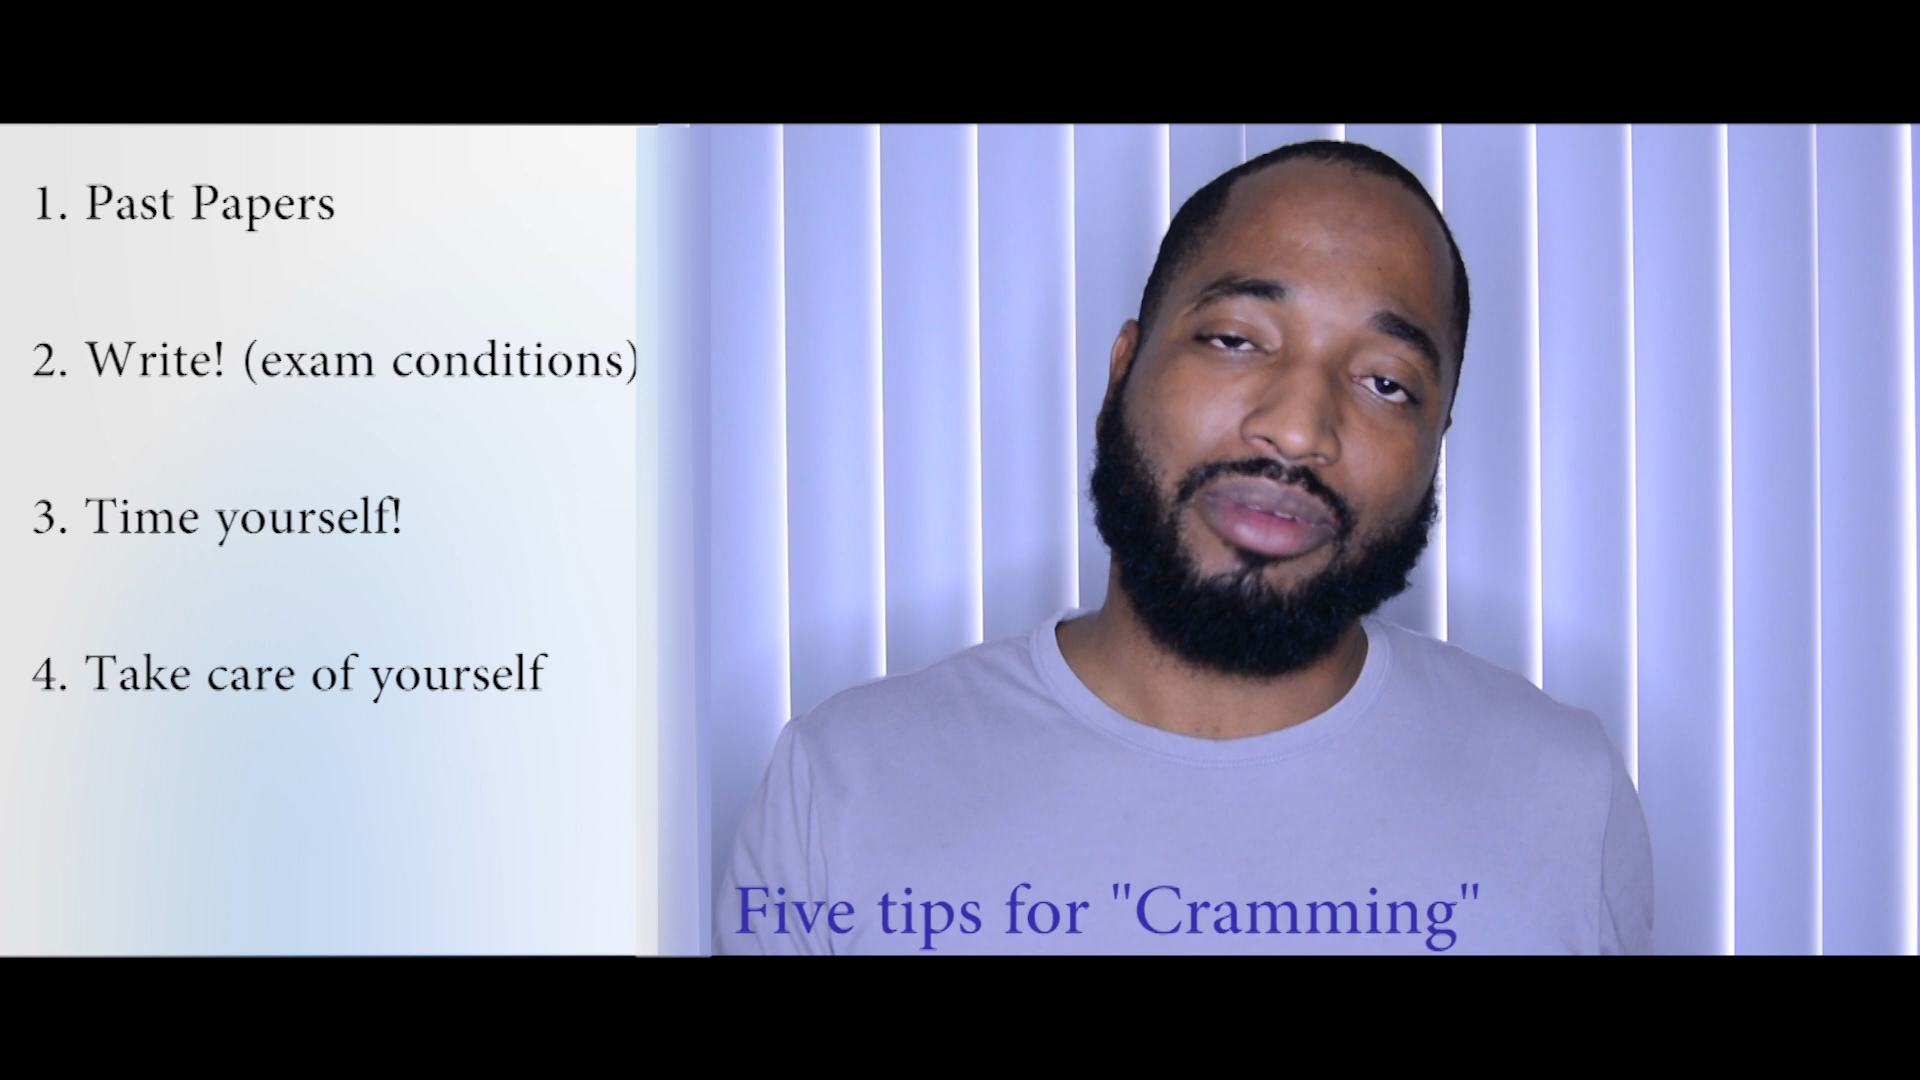 1. Past Papers
2. Write! (exam conditions)
3. Time yourself!
4. Take care of yourself
Five tips for "Cramming"